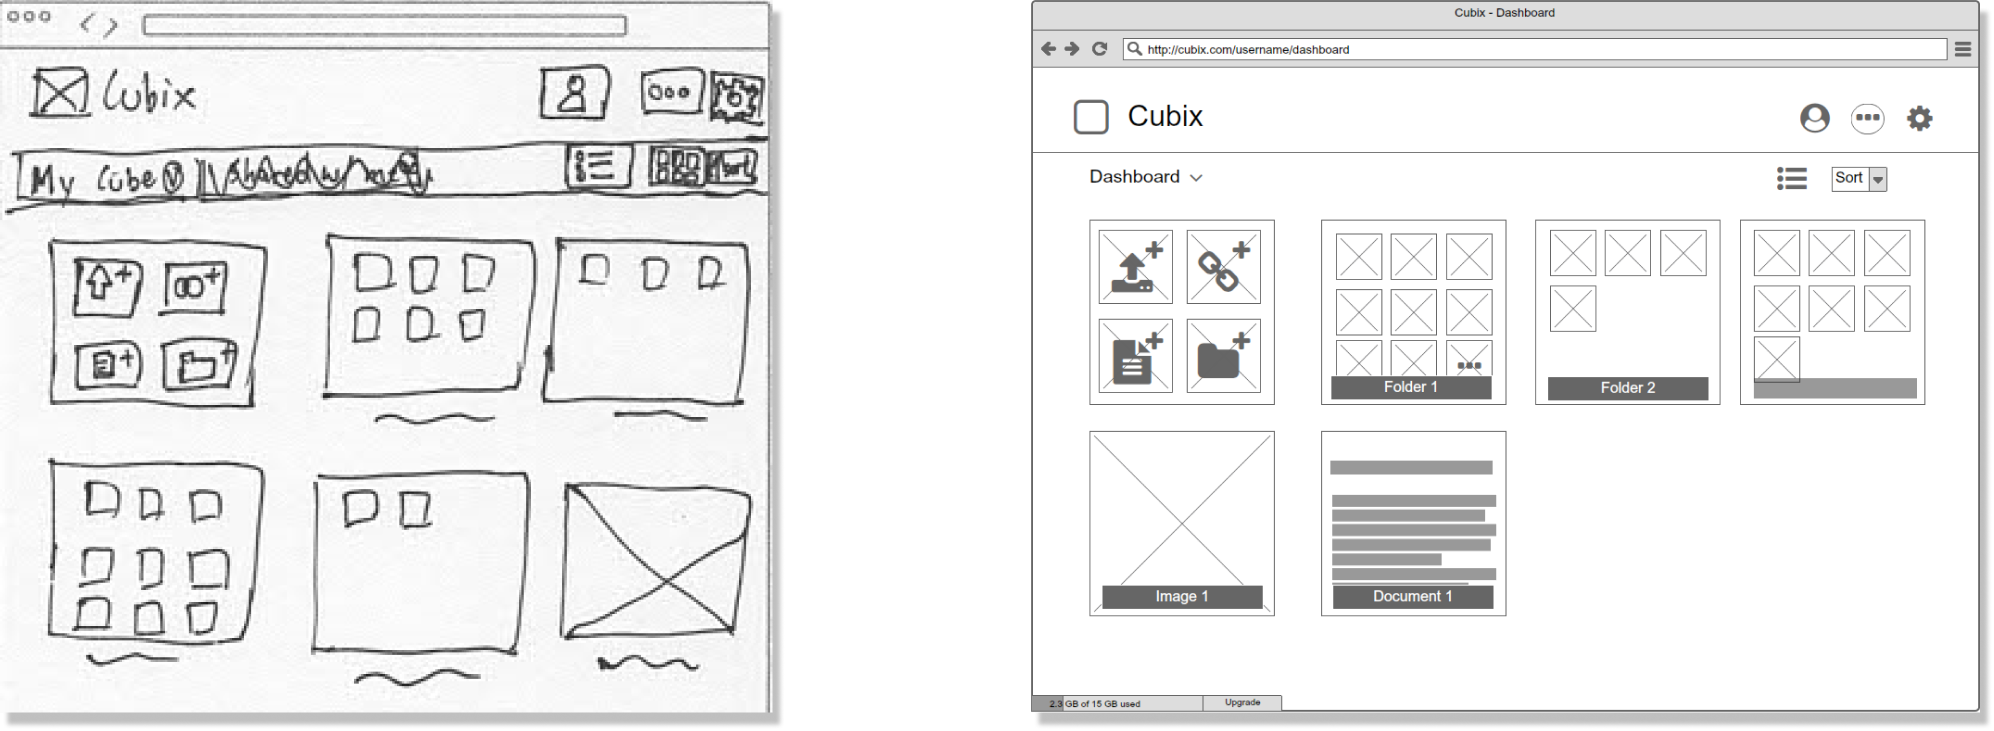 Cubix
My Cube
Sort
Cubix - Dashboard
http://cubix.com/username/dashboard
Cubix
Dashboard
Sort
Folder 1
Folder 2
Image 1
Document 1
2.3 GB of 15 GB used
Upgrade